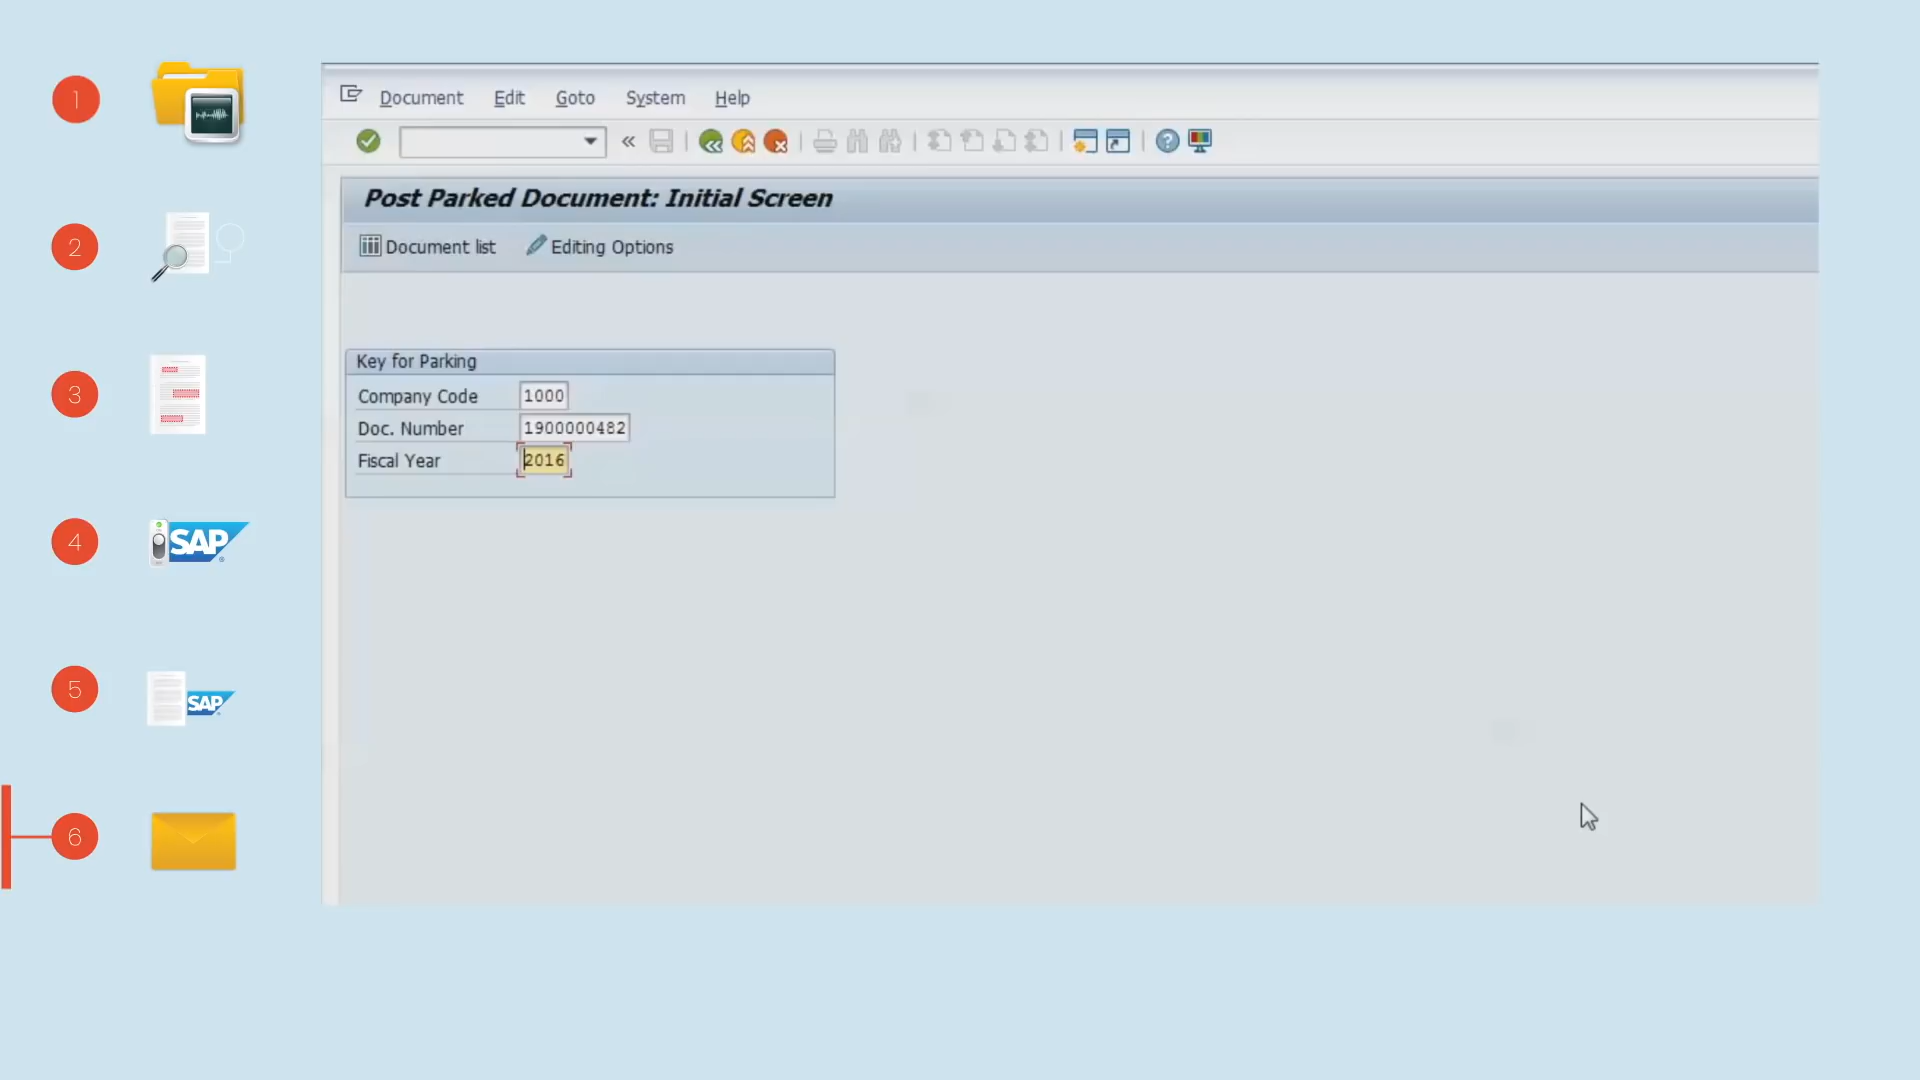 1
2
3
4
SAP
5
SAP
6
Document Edit Goto System Help
Post Parked Document: Initial Screen
Document list Editing Options
Key for Parking
Company Code 1000
Doc. Number 1900000482
Fiscal Year 2016